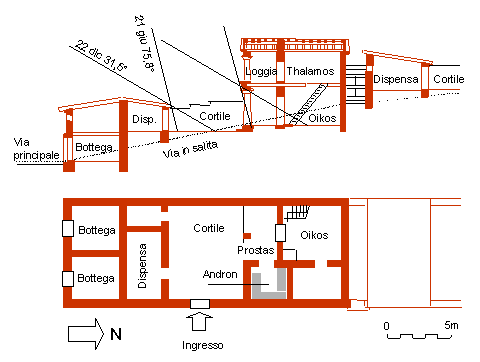 22 dic 31,6°
21 giu 75,8°
Loggia
Thalamos
Dispensa
Cortile
Disp.
Cortile
Oikos
Via
principale
Bottega
Via in salita
Bottega
Cortile
Prostas
Oikos
Dispensa
Bottega
Andron
N
Ingresso
0
5m